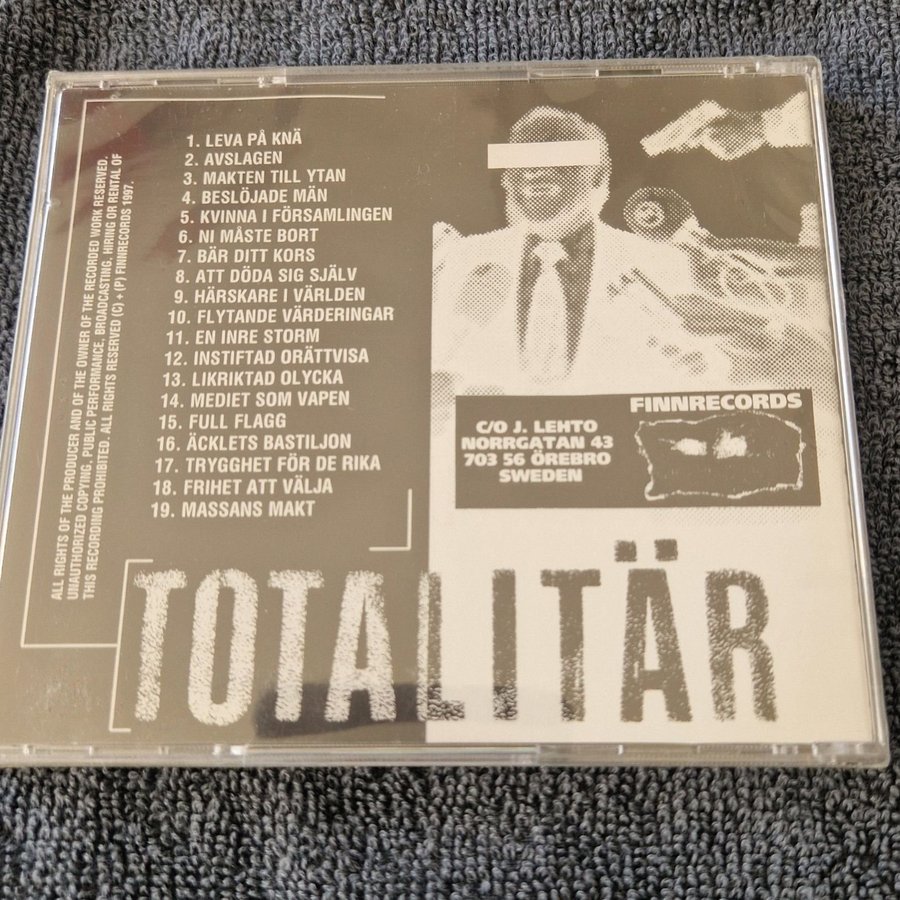 1. LEVA PÅ KNÄ
2. AVSLAGEN
3. MAKTEN TILL YTAN
4. BESLÖJADE MÄN
5. KVINNA I FÖRSAMLINGEN
6. NI MÅSTE BORT
7. BÄR DITT KORS
8. ATT DÖDA SIG SJÄLV
9. HÄRSKARE I VÄRLDEN
10. FLYTANDE VÄRDERINGAR
11. EN INRE STORM
12. INSTIFTAD ORÄTTVISA
13. LIKRIKTAD OLYCKA
14. MEDIET SOM VAPEN
15. FULL FLAGG
16. ÄCKLETS BASTILJON
17. TRYGGHET FÖR DE RIKA
18. FRIHET ATT VÄLJA
19. MASSANS MAKT
ALL RIGHTS OF THE PRODUCER AND OF THE OWNER OF THE RECORDED WORK RESERVED.
UNAUTHORIZED COPYING, PUBLIC PERFORMANCE, BROADCASTING, HIRING OR RENTAL OF
THIS RECORDING PROHIBITED. ALL RIGHTS RESERVED (C) + (P) FINNRECORDS 1997.
FINNRECORDS
C/O J. LEHTO
NORRGATAN 43
703 56 ÖREBRO
SWEDEN
TOTALITÄR